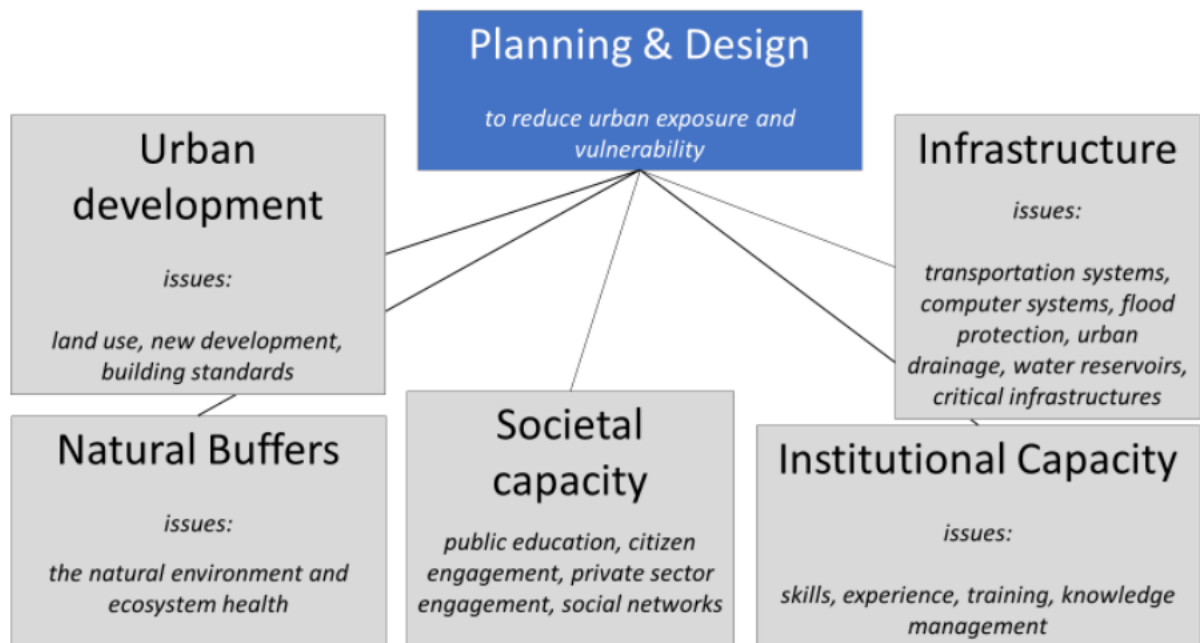 Planning & Design
to reduce urban exposure and
vulnerability
Urban
development
issues:
land use, new development,
building standards
Infrastructure
issues:
transportation systems,
computer systems, flood
protection, urban
drainage, water reservoirs,
critical infrastructures
Natural Buffers
issues:
the natural environment and
ecosystem health
Societal
capacity
public education, citizen
engagement, private sector
engagement, social networks
Institutional Capacity
issues:
skills, experience, training, knowledge
management